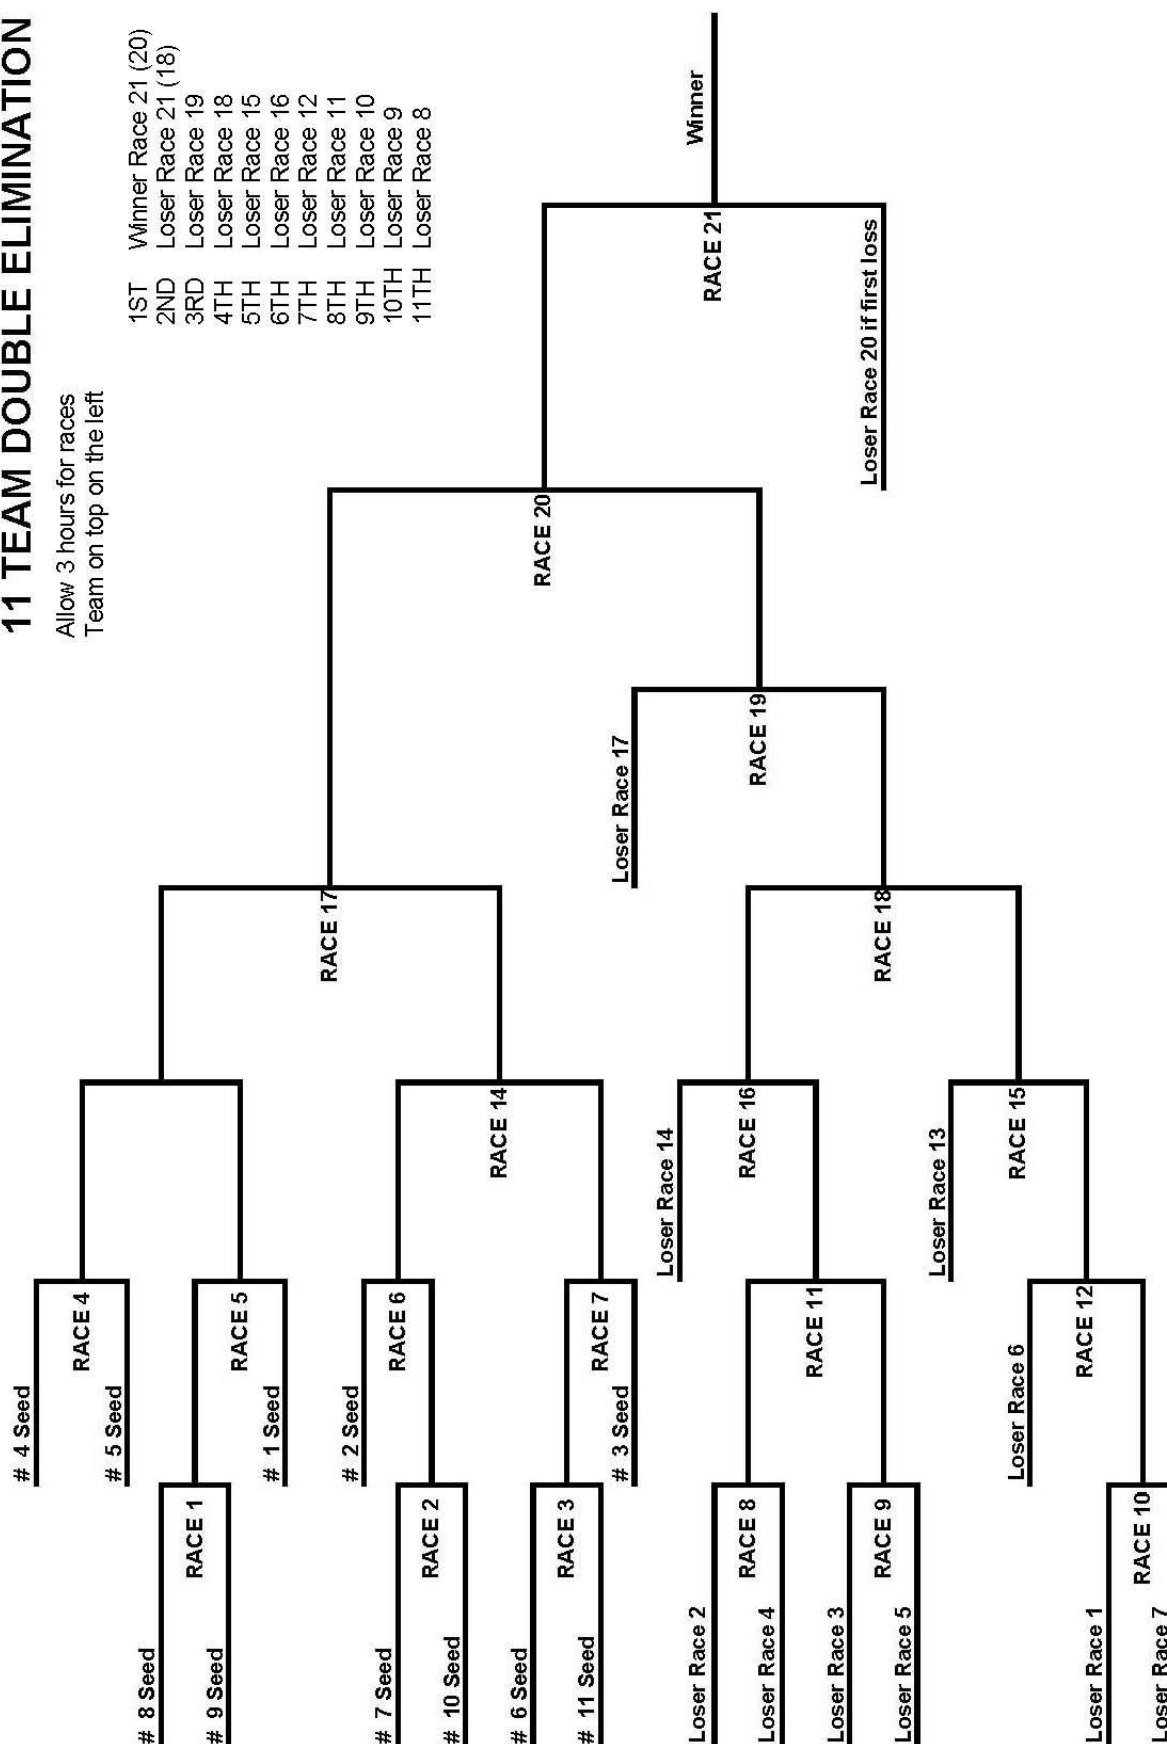 11 TEAM DOUBLE ELIMINATION
Allow 3 hours for races
Team on top on the left
1ST Winner Race 21 (20)
2ND Loser Race 21 (18)
3RD Loser Race 19
4TH Loser Race 18
5TH Loser Race 15
6TH Loser Race 16
7TH Loser Race 12
8TH Loser Race 11
9TH Loser Race 10
10TH Loser Race 9
11TH Loser Race 8
# 4 Seed
RACE 4
# 5 Seed
# 8 Seed
RACE 1
# 9 Seed
RACE 5
# 1 Seed
RACE 17
# 2 Seed
RACE 6
# 7 Seed
RACE 2
# 10 Seed
RACE 14
# 6 Seed
RACE 3
# 11 Seed
RACE 7
# 3 Seed
RACE 20
Loser Race 17
RACE 19
Winner
RACE 21
Loser Race 20 if first loss
Loser Race 14
RACE 16
Loser Race 2
RACE 8
Loser Race 4
RACE 11
Loser Race 3
RACE 9
Loser Race 5
RACE 18
Loser Race 13
RACE 15
Loser Race 6
RACE 12
Loser Race 1
RACE 10
Loser Race 7